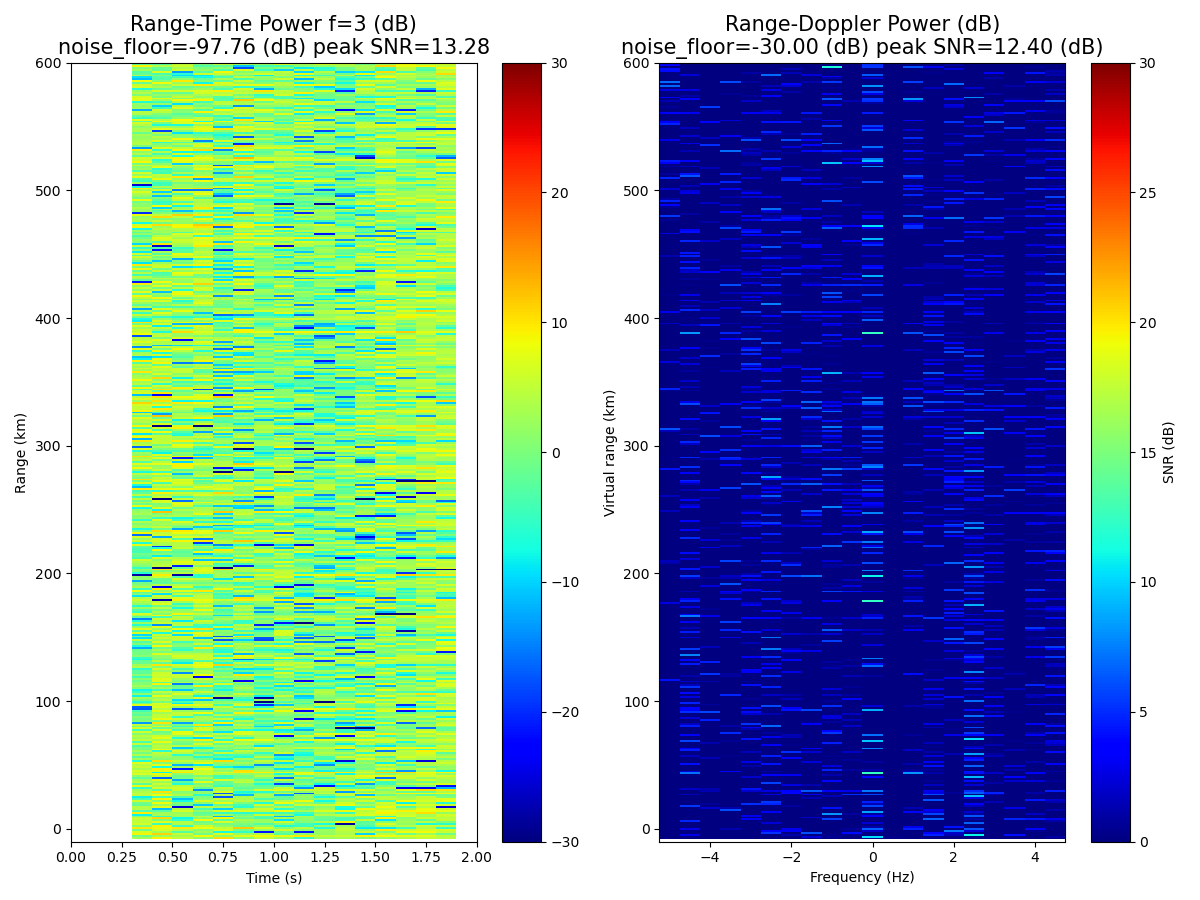 Range-Time Power f=3 (dB)
noise_floor=-97.76 (dB) peak SNR=13.28
Range-Doppler Power (dB)
noise_floor=-30.00 (dB) peak SNR=12.40 (dB)
600
500
400
300
200
100
0
Range (km)
0.00 0.25 0.50 0.75 1.00 1.25 1.50 1.75 2.00
Time (s)
30
20
10
0
−10
−20
−30
600
500
400
300
200
100
0
Virtual range (km)
−4 −2 0 2 4
Frequency (Hz)
30
25
20
15
10
5
0
SNR (dB)